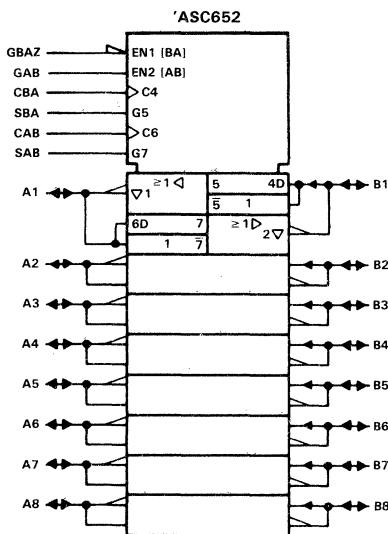 'ASC652
GBAZ EN1 [BA]
GAB EN2 [AB]
CBA C4
SBA G5
CAB C6
SAB G7
A1 ≥1 ◁ 5 4D B1
▽1 5̅ 1
6D 7 ≥1 ▷
1 7̅ 2▽
A2 B2
A3 B3
A4 B4
A5 B5
A6 B6
A7 B7
A8 B8